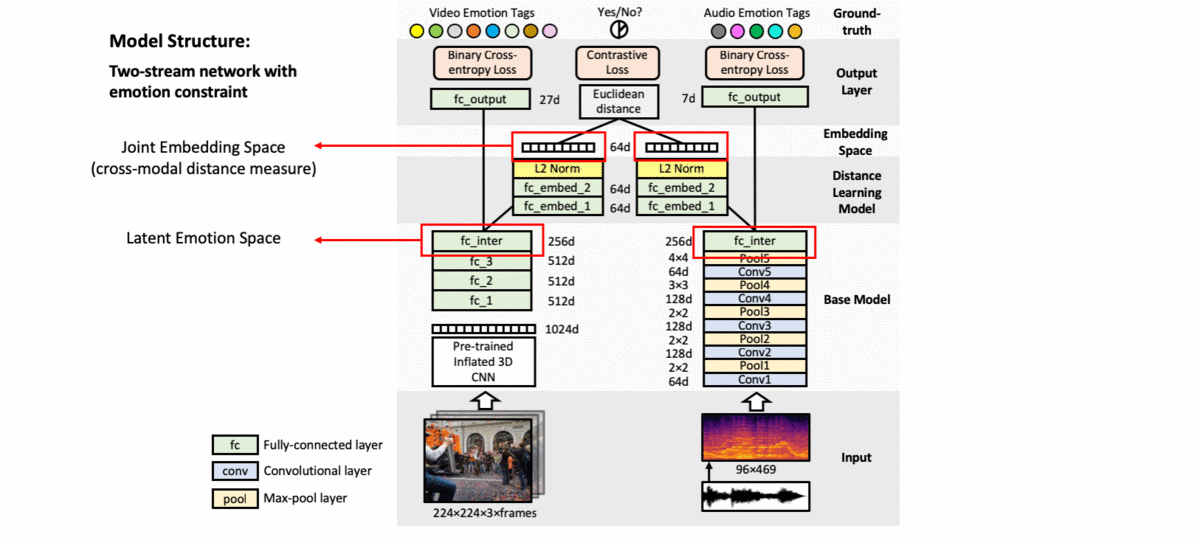 Model Structure:
Two-stream network with
emotion constraint
Joint Embedding Space
(cross-modal distance measure)
Latent Emotion Space
fc
Fully-connected layer
conv
Convolutional layer
pool
Max-pool layer
Video Emotion Tags
Yes/No?
Audio Emotion Tags
Ground-
truth
Binary Cross-
entropy Loss
Contrastive
Loss
Binary Cross-
entropy Loss
fc_output
27d
Euclidean
distance
7d
fc_output
Output
Layer
64d
Embedding
Space
L2 Norm
fc_embed_2
fc_embed_1
64d
64d
L2 Norm
fc_embed_2
fc_embed_1
Distance
Learning
Model
fc_inter
256d
fc_3
512d
fc_2
512d
fc_1
512d
1024d
Pre-trained
Inflated 3D
CNN
256d
fc_inter
4×4
Pool5
64d
Conv5
3×3
Pool4
128d
Conv4
2×2
Pool3
128d
Conv3
2×2
Pool2
128d
Conv2
2×2
Pool1
64d
Conv1
Base Model
224×224×3×frames
96×469
Input